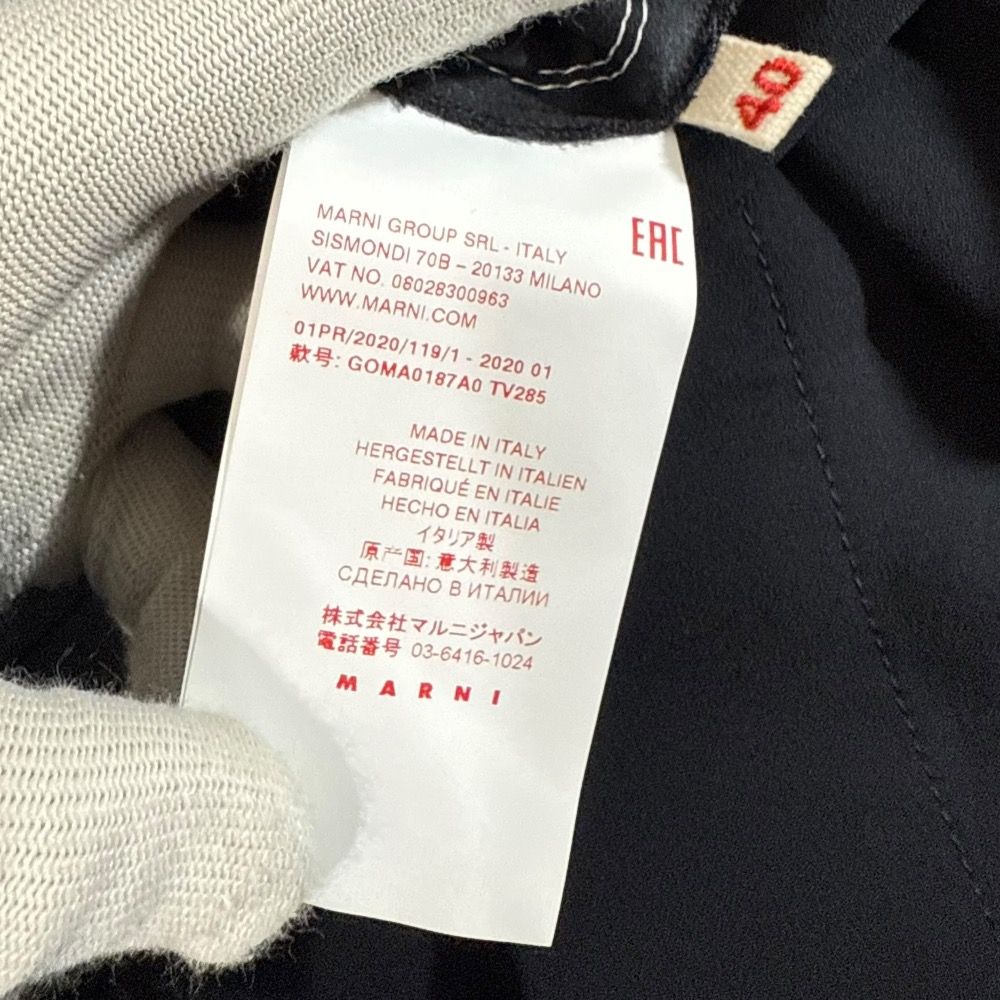 40
MARNI GROUP SRL - ITALY
SISMONDI 70B – 20133 MILANO
VAT NO. 08028300963
WWW.MARNI.COM
EAC
01PR/2020/119/1 - 2020 01
款号: GOMA0187A0 TV285
MADE IN ITALY
HERGESTELLT IN ITALIEN
FABRIQUÉ EN ITALIE
HECHO EN ITALIA
イタリア製
原产国: 意大利製造
СДЕЛАНО В ИТАЛИИ
株式会社マルニジャパン
電話番号 03-6416-1024
MARNI